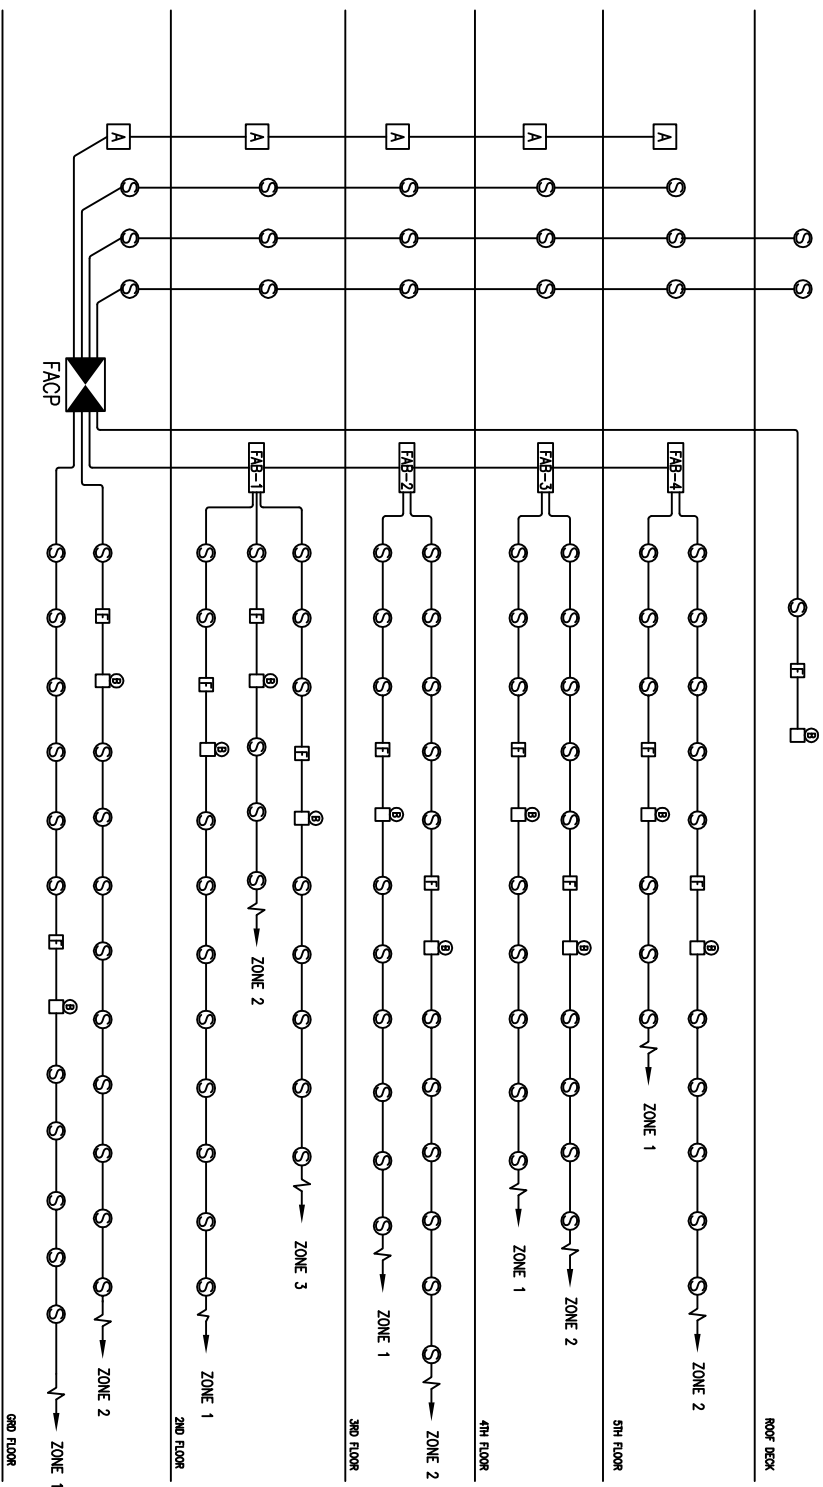 S S
S F B
ROOF DECK
A S S S FAB-4
S S S S S F B S S S S S ZONE 2
S S S F B S S S ZONE 1
5TH FLOOR
A S S S FAB-3
S S S S S F B S S S S ZONE 2
S S S F B S S S S S ZONE 1
4TH FLOOR
A S S S FAB-2
S S S S S F B S S S S S S ZONE 2
S S S F B S S S S S S ZONE 1
3RD FLOOR
A S S S FAB-1
S S S F B S S S S S ZONE 3
S F B S S S ZONE 2
S S F B S S S S S S S S ZONE 1
2ND FLOOR
A S S S
FACP
S F B S S S S S S S S S ZONE 2
S S S S S S F B S S S S S ZONE 1
GRD FLOOR